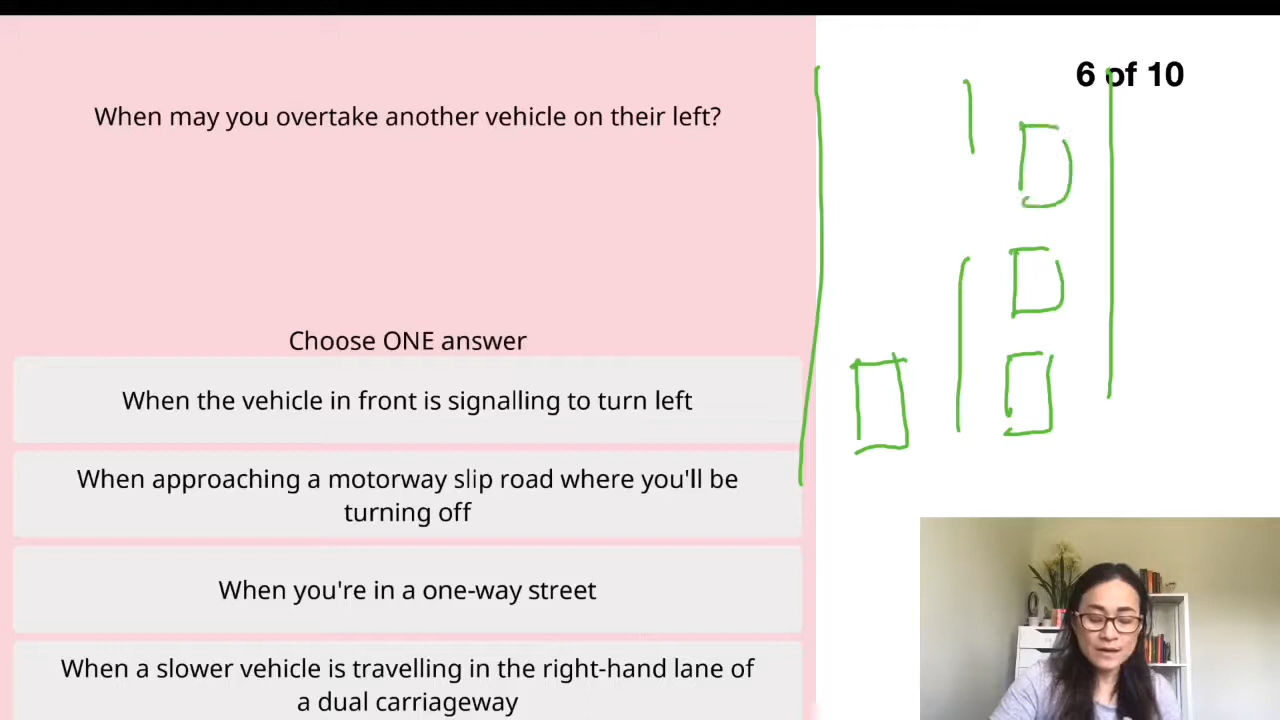 When may you overtake another vehicle on their left?
6 of 10
Choose ONE answer
When the vehicle in front is signalling to turn left
When approaching a motorway slip road where you'll be
turning off
When you're in a one-way street
When a slower vehicle is travelling in the right-hand lane of
a dual carriageway